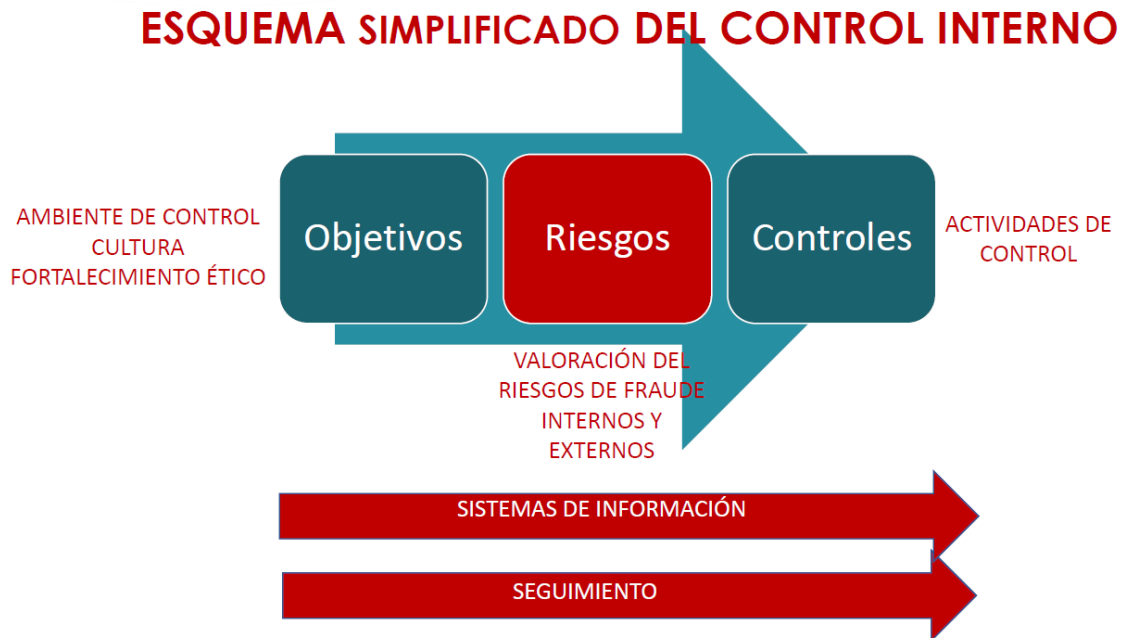 ESQUEMA SIMPLIFICADO DEL CONTROL INTERNO
AMBIENTE DE CONTROL
CULTURA
FORTALECIMIENTO ÉTICO
Objetivos
Riesgos
Controles
ACTIVIDADES DE
CONTROL
VALORACIÓN DEL
RIESGOS DE FRAUDE
INTERNOS Y
EXTERNOS
SISTEMAS DE INFORMACIÓN
SEGUIMIENTO